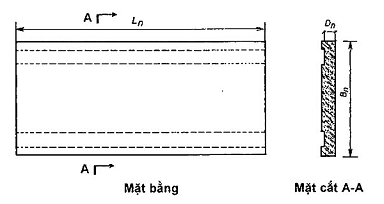 A
Lₙ
Dₙ
Bₙ
A
Mặt bằng
Mặt cắt A-A